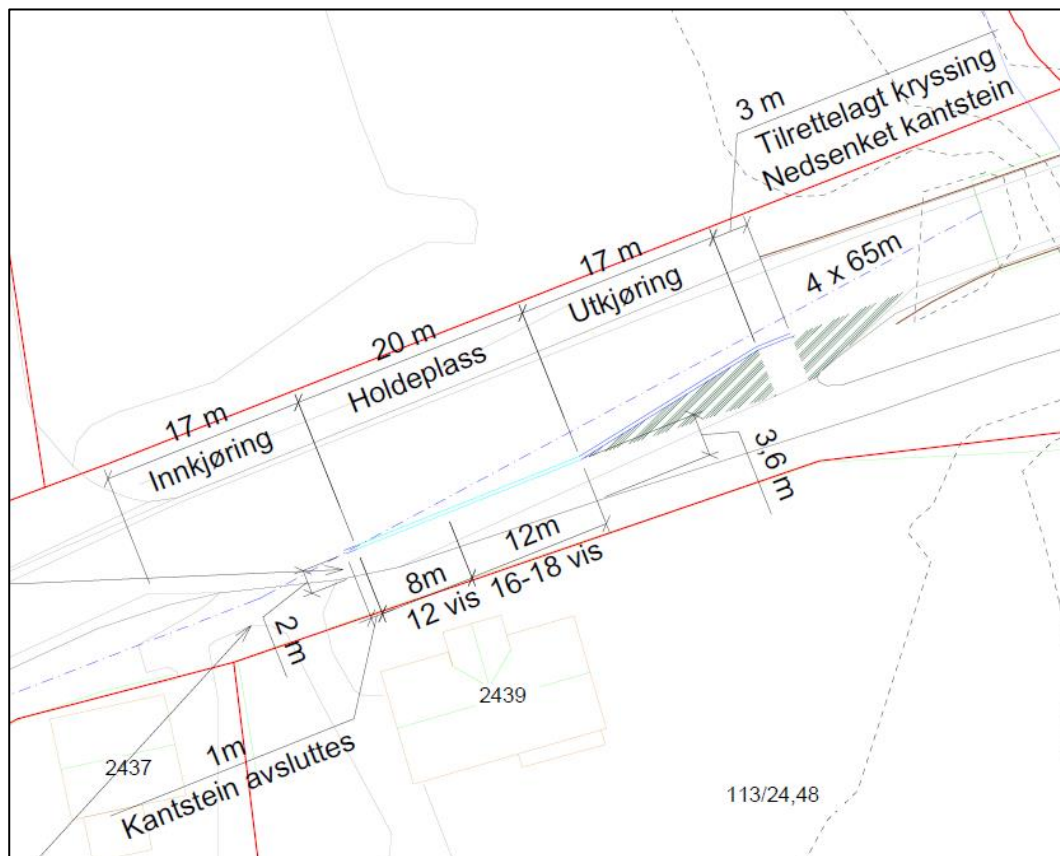 3 m
Tilrettelagt kryssing
Nedsenket kantstein
17 m
Utkjøring
4 x 65m
20 m
Holdeplass
17 m
Innkjøring
3,6 m
12m
8m
12 vis 16-18 vis
2 m
2439
2437
1m
Kantstein avsluttes
113/24,48